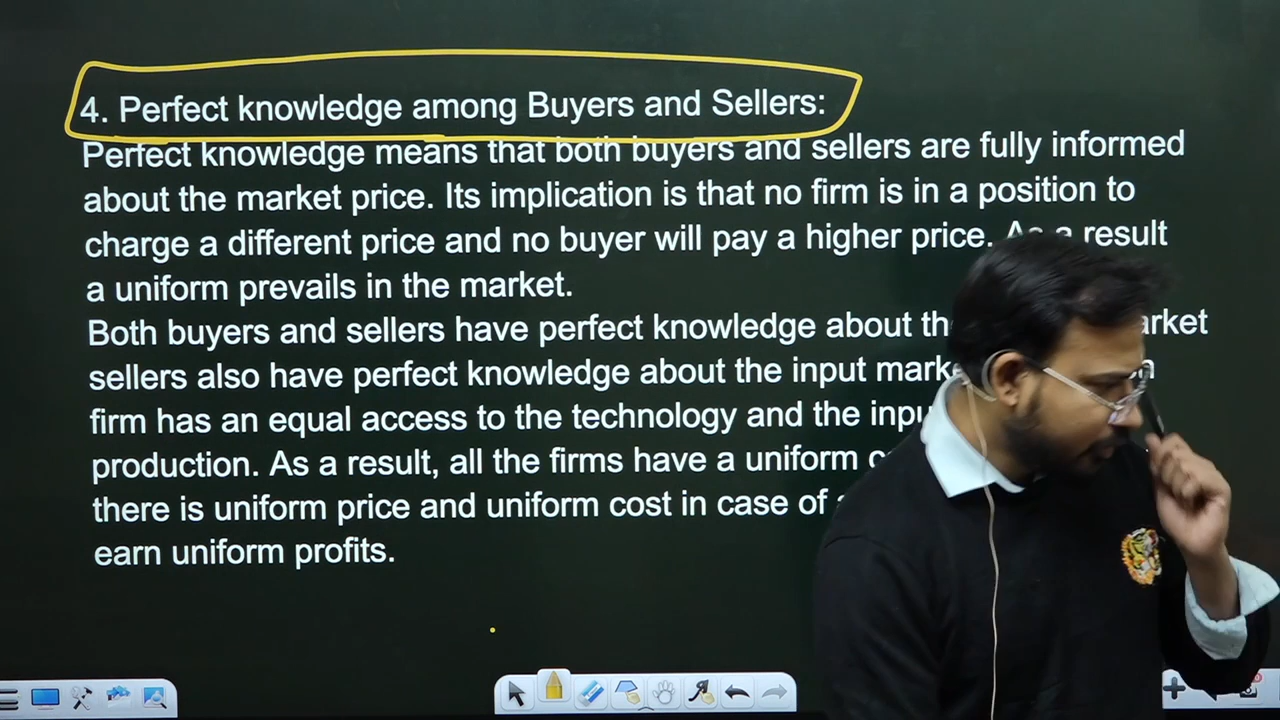 4. Perfect knowledge among Buyers and Sellers:
Perfect knowledge means that both buyers and sellers are fully informed
about the market price. Its implication is that no firm is in a position to
charge a different price and no buyer will pay a higher price. As a result
a uniform prevails in the market.
Both buyers and sellers have perfect knowledge about
sellers also have perfect knowledge about the input
firm has an equal access to the technology and the
production. As a result, all the firms have a uniform
there is uniform price and uniform cost in case of
earn uniform profits.